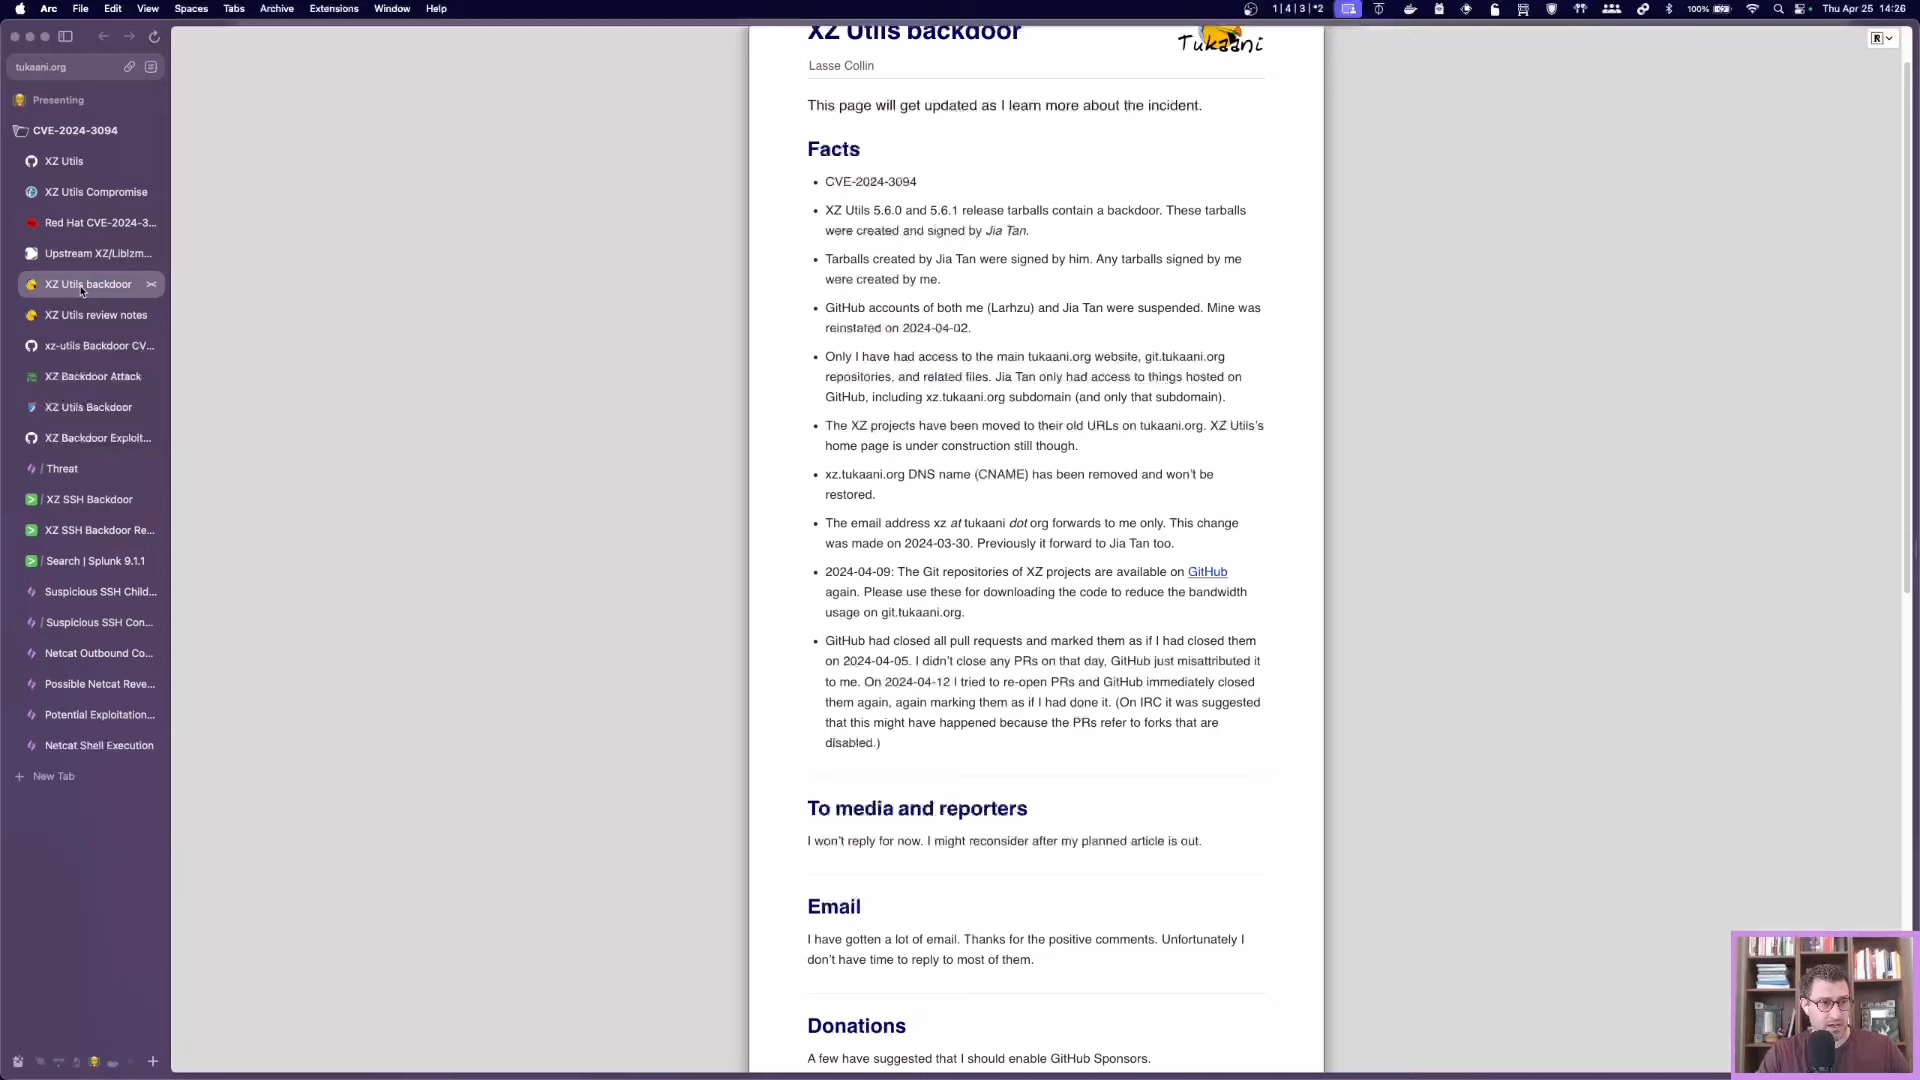 Arc File Edit View Spaces Tabs Archive Extensions Window Help 1|4|3|*2 100% Thu Apr 25 14:26
tukaani.org
Presenting
CVE-2024-3094
XZ Utils
XZ Utils Compromise
Red Hat CVE-2024-3...
Upstream XZ/Liblzm...
XZ Utils backdoor
XZ Utils review notes
xz-utils Backdoor CV...
XZ Backdoor Attack
XZ Utils Backdoor
XZ Backdoor Exploit...
/ Threat
/ XZ SSH Backdoor
XZ SSH Backdoor Re...
/ Search | Splunk 9.1.1
Suspicious SSH Child...
/ Suspicious SSH Con...
Netcat Outbound Co...
Possible Netcat Reve...
Potential Exploitation...
Netcat Shell Execution
+ New Tab
XZ Utils backdoor
Tukaani
Lasse Collin
This page will get updated as I learn more about the incident.
Facts
• CVE-2024-3094
• XZ Utils 5.6.0 and 5.6.1 release tarballs contain a backdoor. These tarballs
were created and signed by Jia Tan.
• Tarballs created by Jia Tan were signed by him. Any tarballs signed by me
were created by me.
• GitHub accounts of both me (Larhzu) and Jia Tan were suspended. Mine was
reinstated on 2024-04-02.
• Only I have had access to the main tukaani.org website, git.tukaani.org
repositories, and related files. Jia Tan only had access to things hosted on
GitHub, including xz.tukaani.org subdomain (and only that subdomain).
• The XZ projects have been moved to their old URLs on tukaani.org. XZ Utils’s
home page is under construction still though.
• xz.tukaani.org DNS name (CNAME) has been removed and won’t be
restored.
• The email address xz at tukaani dot org forwards to me only. This change
was made on 2024-03-30. Previously it forward to Jia Tan too.
• 2024-04-09: The Git repositories of XZ projects are available on GitHub
again. Please use these for downloading the code to reduce the bandwidth
usage on git.tukaani.org.
• GitHub had closed all pull requests and marked them as if I had closed them
on 2024-04-05. I didn’t close any PRs on that day, GitHub just misattributed it
to me. On 2024-04-12 I tried to re-open PRs and GitHub immediately closed
them again, again marking them as if I had done it. (On IRC it was suggested
that this might have happened because the PRs refer to forks that are
disabled.)
To media and reporters
I won’t reply for now. I might reconsider after my planned article is out.
Email
I have gotten a lot of email. Thanks for the positive comments. Unfortunately I
don’t have time to reply to most of them.
Donations
A few have suggested that I should enable GitHub Sponsors.